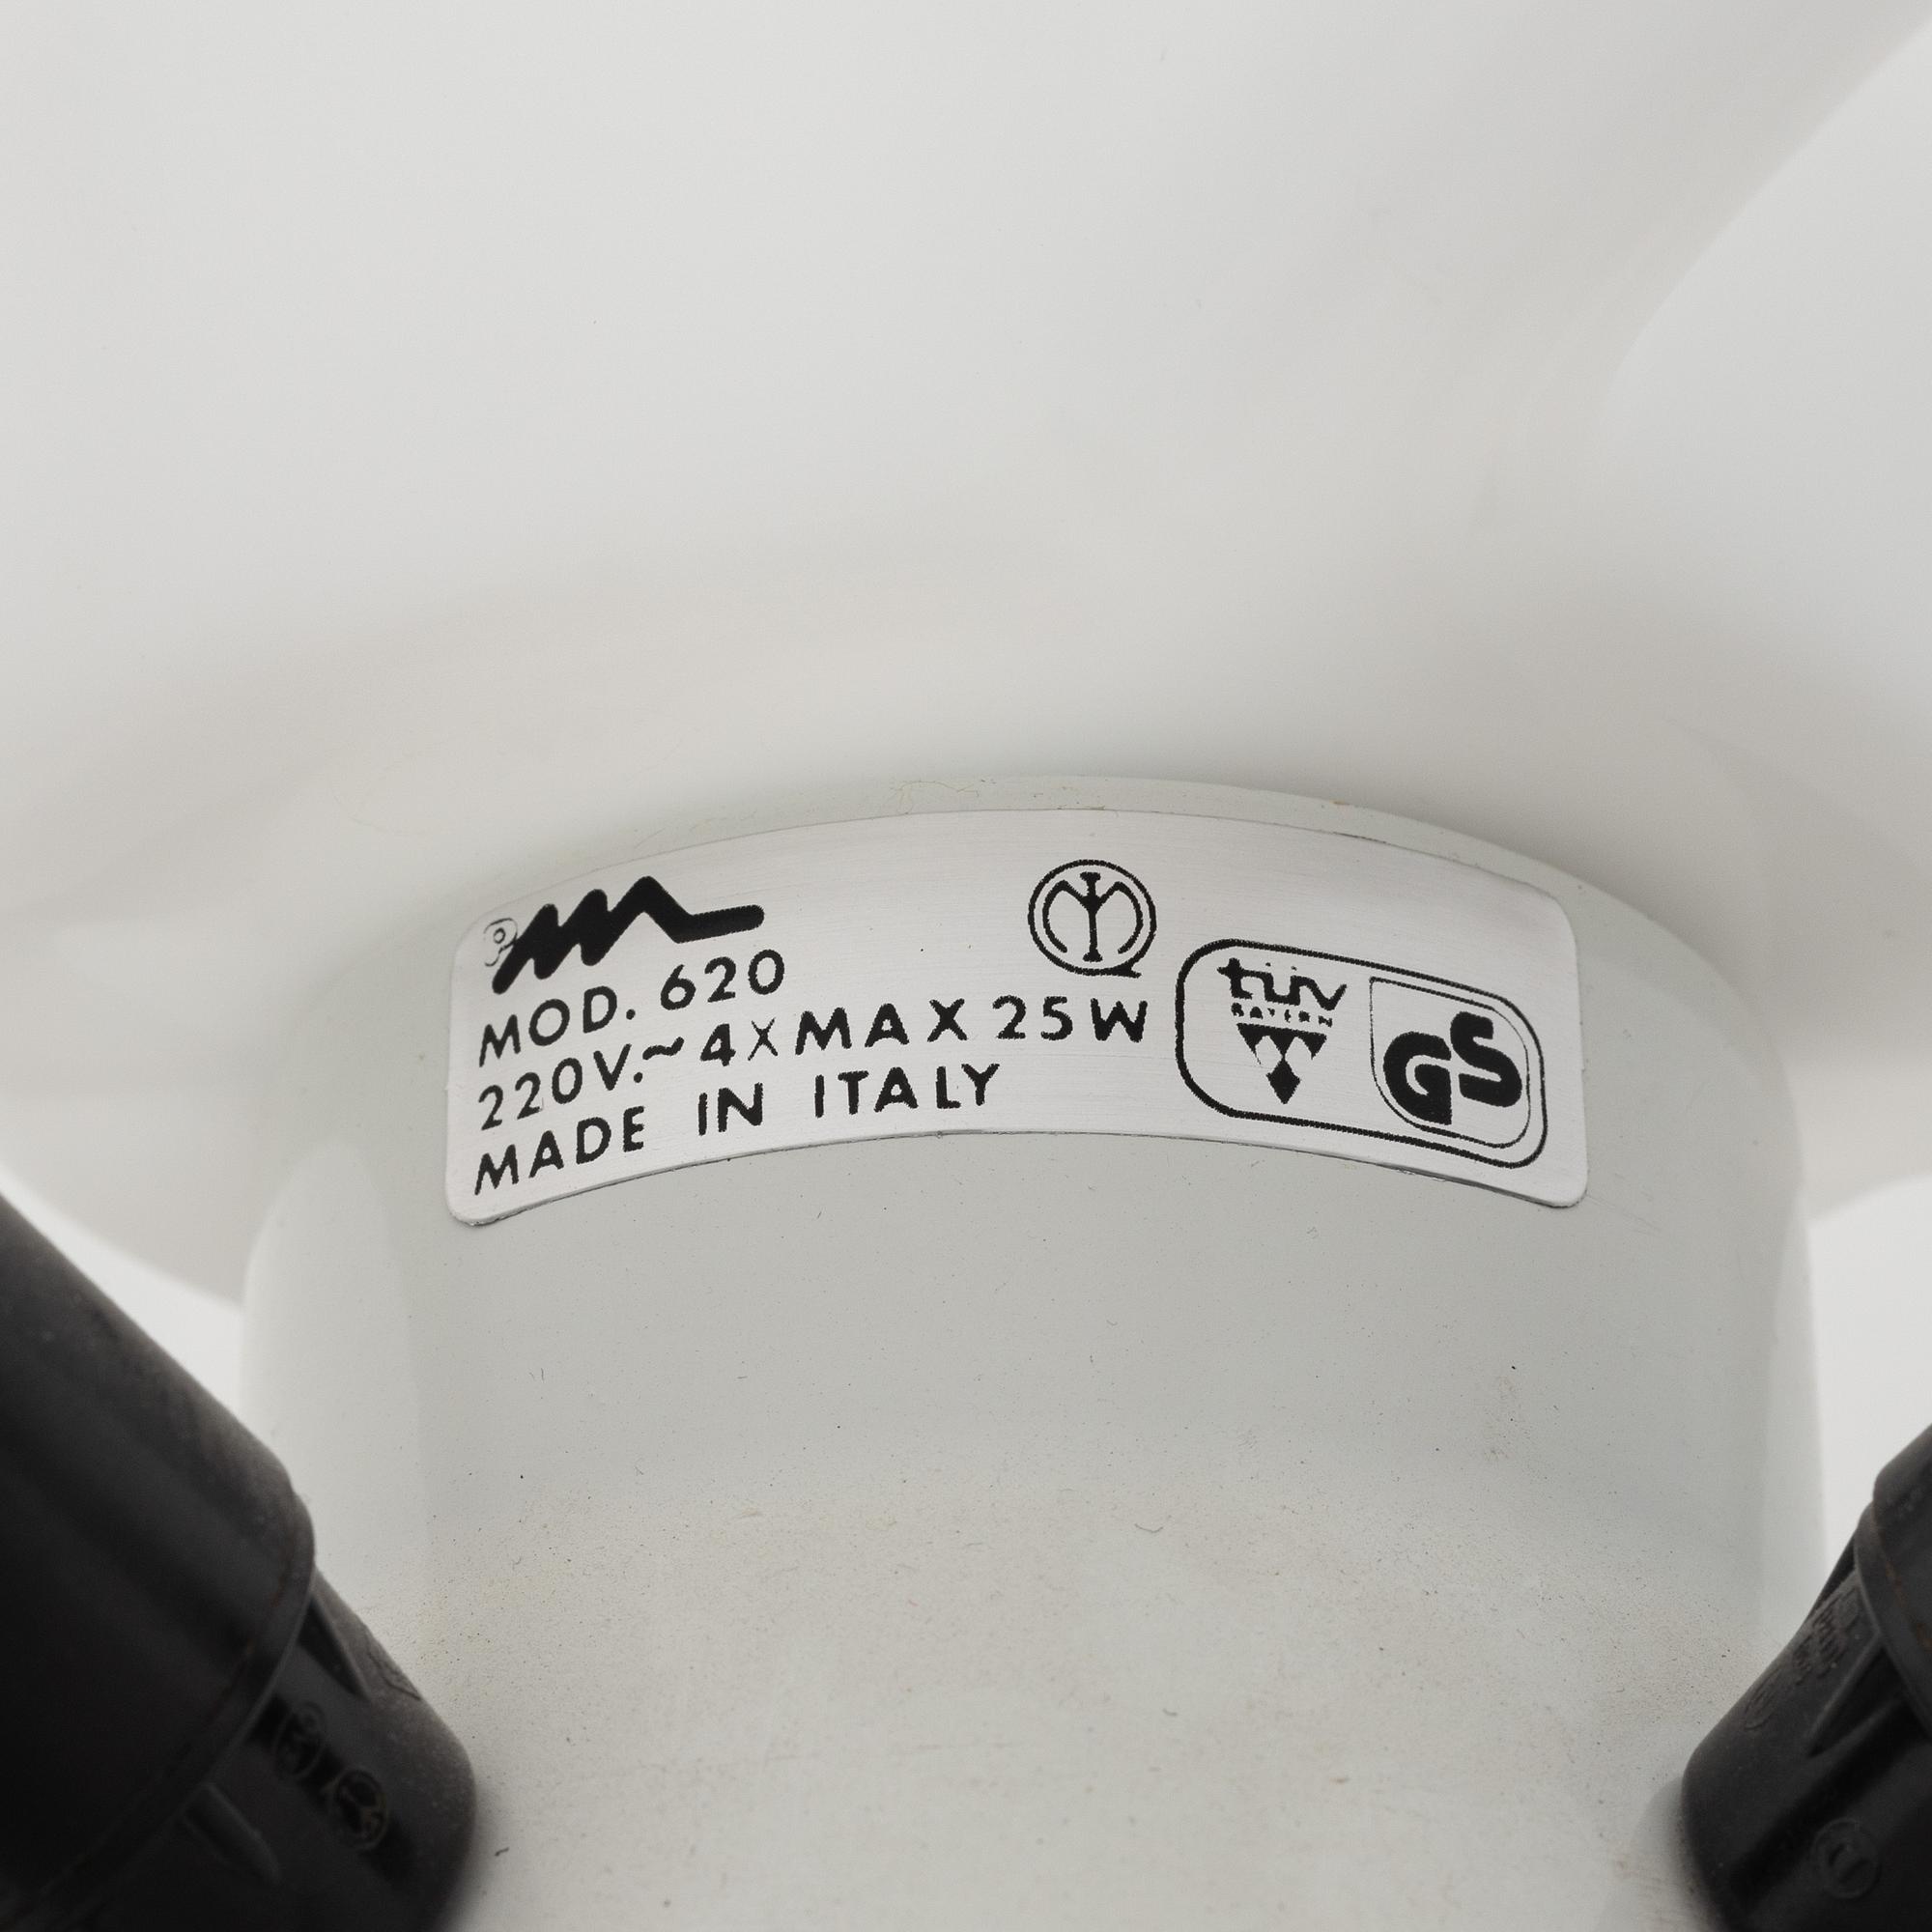 MOD. 620
220V.~4XMAX 25W
MADE IN ITALY
tüv
BAYERN
GS